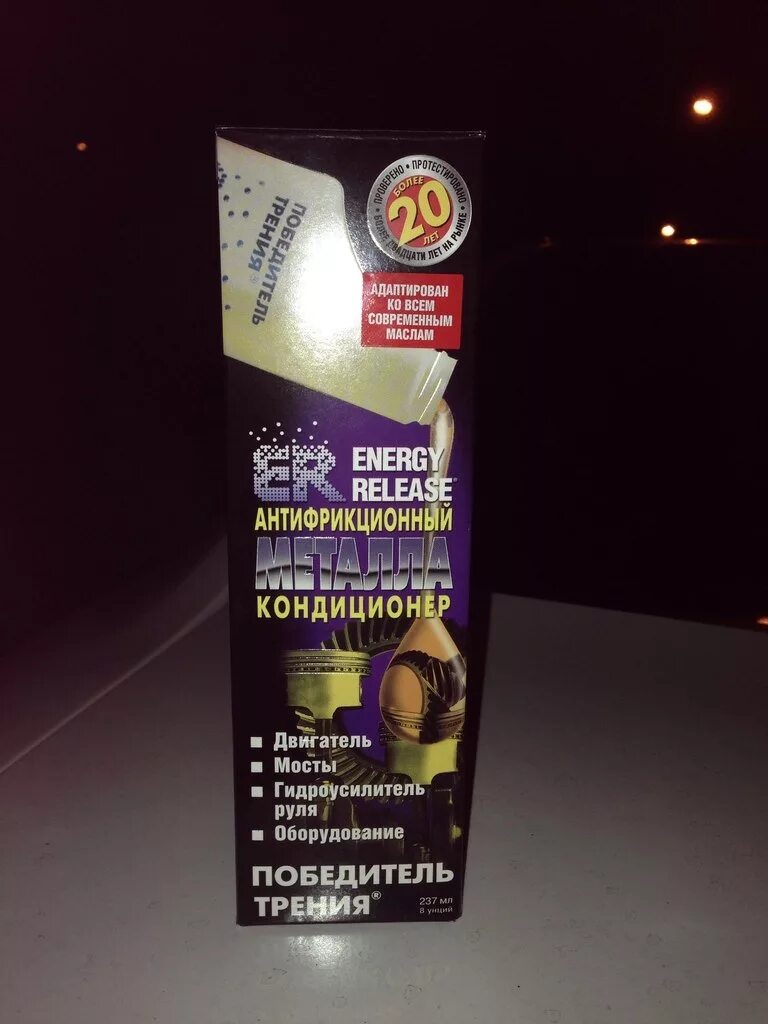 ПРОВЕРЕНО • ПРОТЕСТИРОВАНО
БОЛЕЕ
20
ЛЕТ
БОЛЕЕ ДВАДЦАТИ ЛЕТ НА РЫНКЕ
ПОБЕДИТЕЛЬ
ТРЕНИЯ®
АДАПТИРОВАН
КО ВСЕМ
СОВРЕМЕННЫМ
МАСЛАМ
ER ENERGY
RELEASE®
АНТИФРИКЦИОННЫЙ
МЕТАЛЛА
КОНДИЦИОНЕР
Двигатель
Мосты
Гидроусилитель
руля
Оборудование
ПОБЕДИТЕЛЬ
ТРЕНИЯ®
237 мл
8 унций